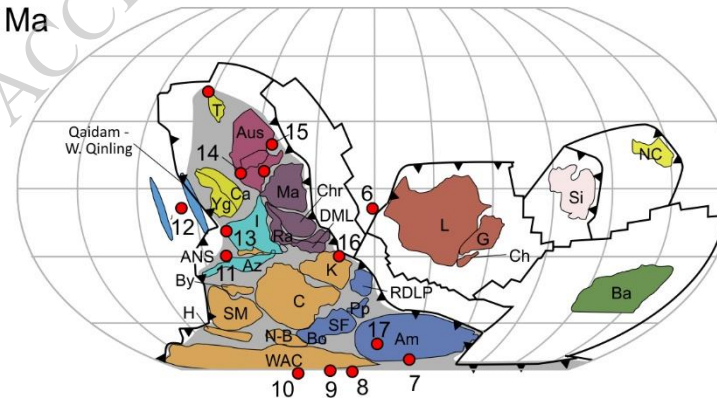 Ma
ACCE
Qaidam -
W. Qinling
T
Aus
15
14
Ca
Yg
Ma
Chr
DML
6
12
I
13
Ra
16
ANS
11
Az
By
K
RDLP
C
H
SM
Pp
SF
N-B
Bo
17
Am
WAC
10
9
8
7
L
G
Ch
Si
NC
Ba